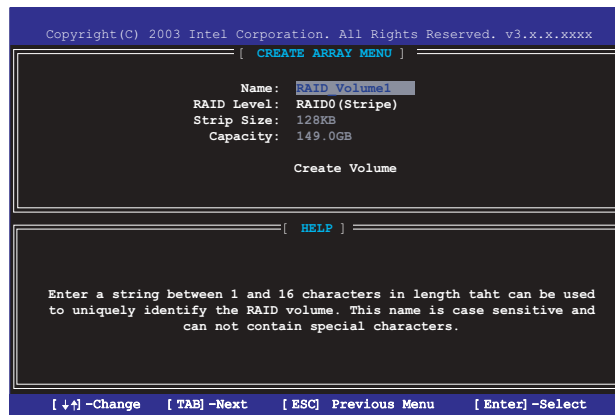 Copyright(C) 2003 Intel Corporation. All Rights Reserved. v3.x.x.xxxx
[ CREATE ARRAY MENU ]
Name: RAID Volume1
RAID Level: RAID0(Stripe)
Strip Size: 128KB
Capacity: 149.0GB
Create Volume
[ HELP ]
Enter a string between 1 and 16 characters in length taht can be used
to uniquely identify the RAID volume. This name is case sensitive and
can not contain special characters.
[↓↑]-Change [TAB]-Next [ESC] Previous Menu [Enter]-Select